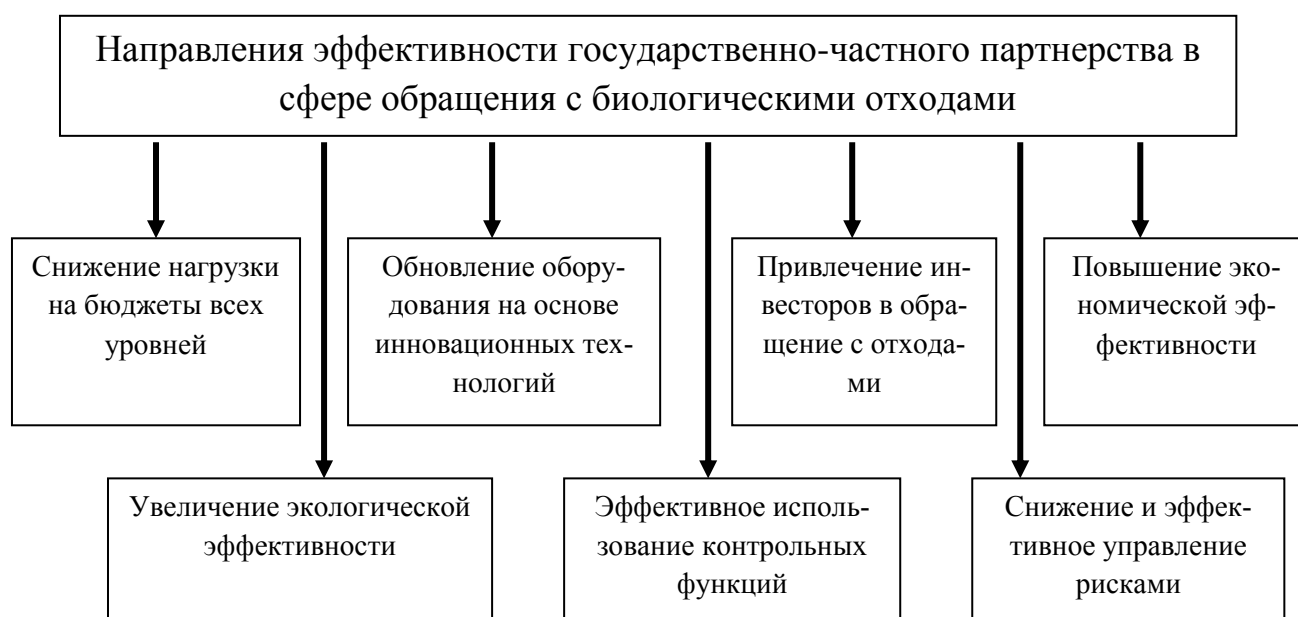 Направления эффективности государственно-частного партнерства в
сфере обращения с биологическими отходами
Снижение нагрузки
на бюджеты всех
уровней
Обновление обору-
дования на основе
инновационных тех-
нологий
Привлечение ин-
весторов в обра-
щение с отхода-
ми
Повышение эко-
номической эф-
фективности
Увеличение экологической
эффективности
Эффективное исполь-
зование контрольных
функций
Снижение и эффек-
тивное управление
рисками